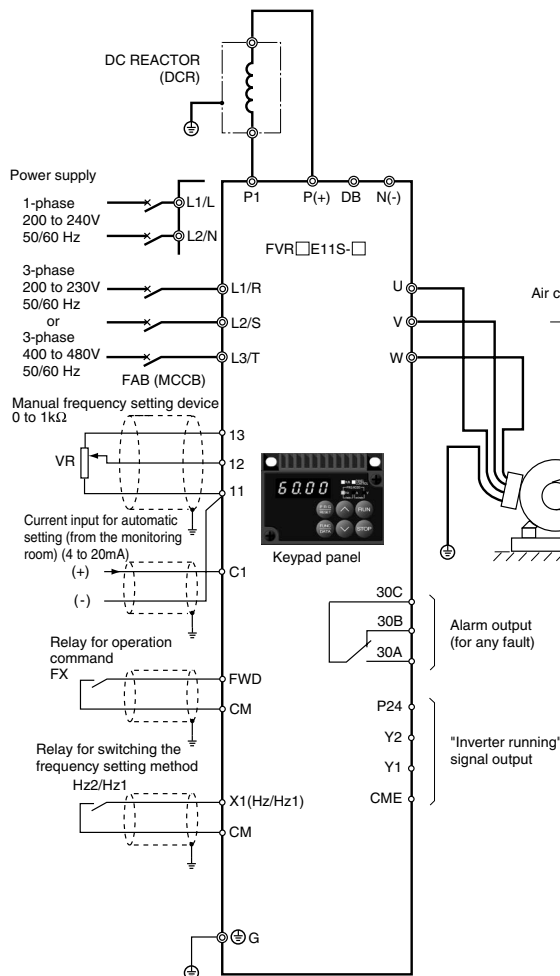 DC REACTOR
(DCR)
Power supply
P1
P(+)
DB
N(-)
1-phase
200 to 240V
50/60 Hz
L1/L
L2/N
FVR□E11S-□
3-phase
200 to 230V
50/60 Hz
or
3-phase
400 to 480V
50/60 Hz
L1/R
L2/S
L3/T
FAB (MCCB)
U
V
W
Air c
Manual frequency setting device
0 to 1kΩ
VR
13
12
11
60.00
RUN
STOP
Keypad panel
Current input for automatic
setting (from the monitoring
room) (4 to 20mA)
(+)
(-)
C1
30C
30B
30A
Alarm output
(for any fault)
Relay for operation
command
FX
FWD
CM
P24
Y2
Y1
CME
"Inverter running"
signal output
Relay for switching the
frequency setting method
Hz2/Hz1
X1(Hz/Hz1)
CM
G